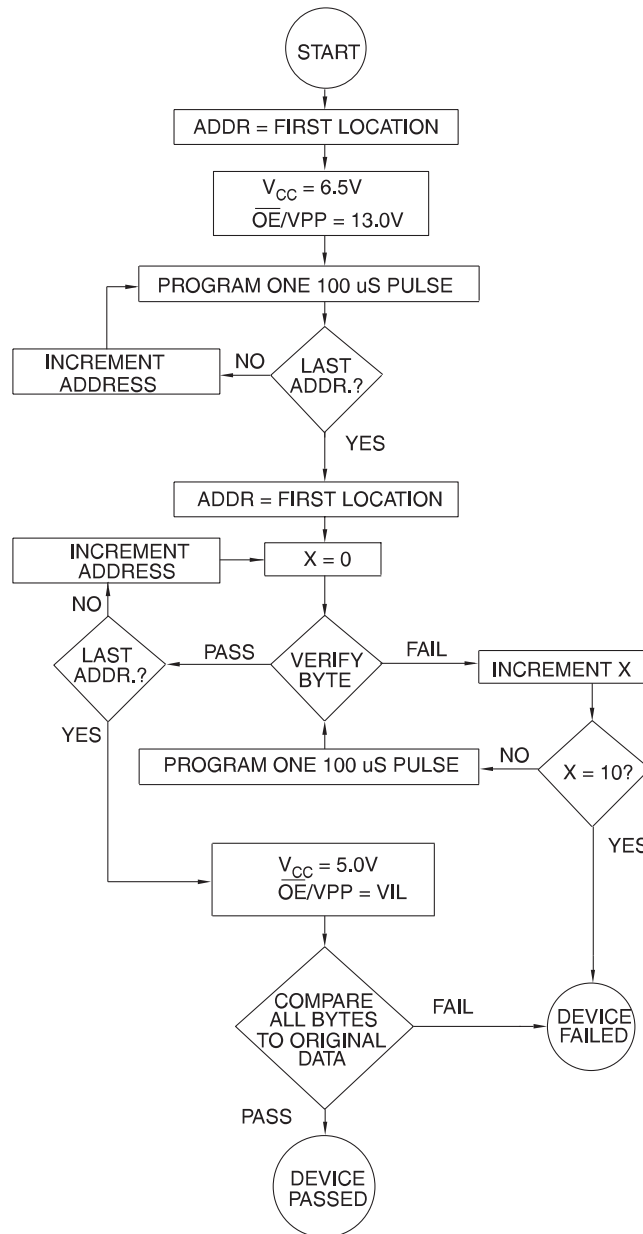 START
ADDR = FIRST LOCATION
VCC = 6.5V
OE/VPP = 13.0V
PROGRAM ONE 100 uS PULSE
INCREMENT
ADDRESS
NO
LAST
ADDR.?
YES
ADDR = FIRST LOCATION
INCREMENT
ADDRESS
X = 0
NO
LAST
ADDR.?
PASS
VERIFY
BYTE
FAIL
INCREMENT X
YES
PROGRAM ONE 100 uS PULSE
NO
X = 10?
YES
VCC = 5.0V
OE/VPP = VIL
COMPARE
ALL BYTES
TO ORIGINAL
DATA
FAIL
DEVICE
FAILED
PASS
DEVICE
PASSED